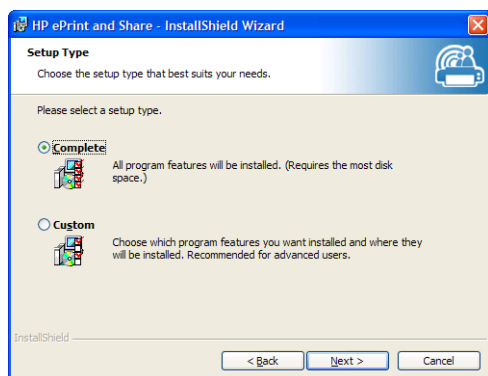 HP ePrint and Share - InstallShield Wizard
Setup Type
Choose the setup type that best suits your needs.
Please select a setup type.
Complete
All program features will be installed. (Requires the most disk
space.)
Custom
Choose which program features you want installed and where they
will be installed. Recommended for advanced users.
InstallShield
< Back Next > Cancel